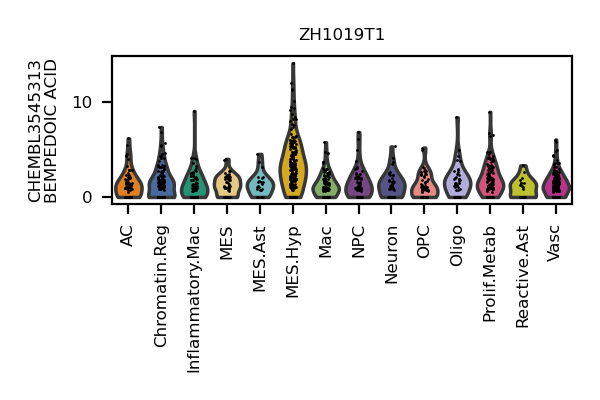 ZH1019T1
CHEMBL3545313
BEMPEDOIC ACID
10
0
AC
Chromatin.Reg
Inflammatory.Mac
MES
MES.Ast
MES.Hyp
Mac
NPC
Neuron
OPC
Oligo
Prolif.Metab
Reactive.Ast
Vasc